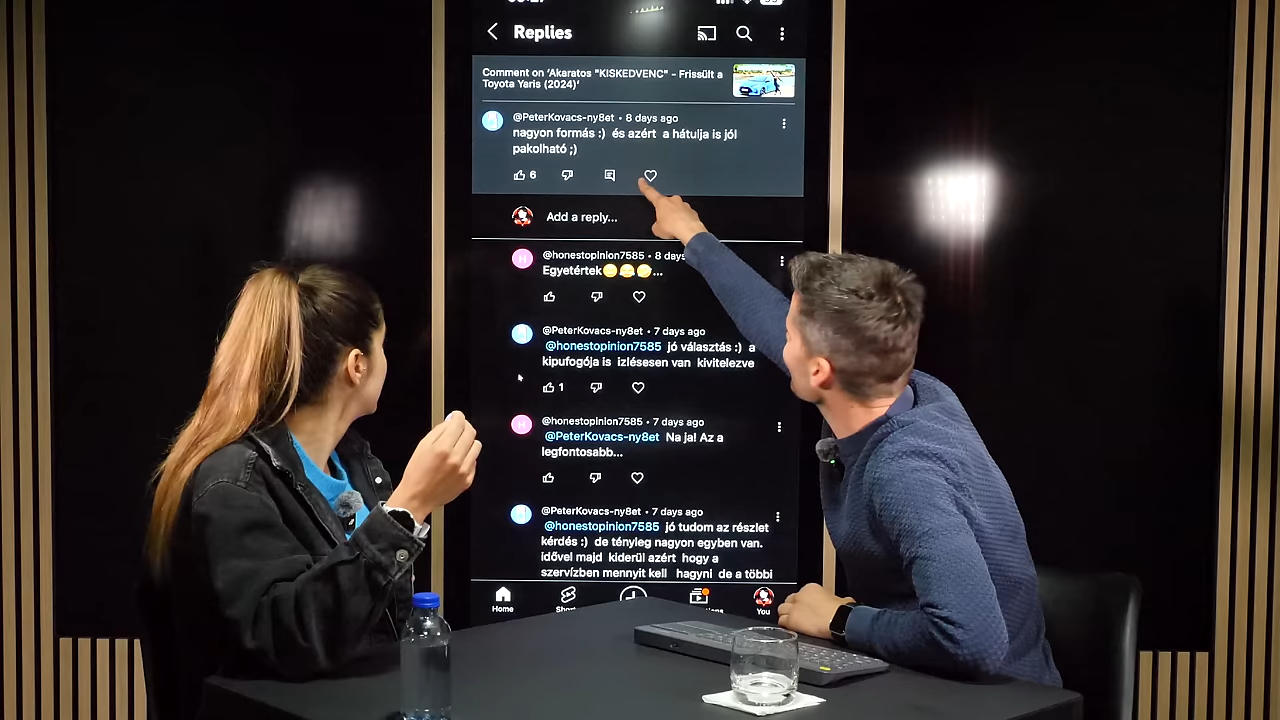 Replies
Comment on 'Akaratos "KISKEDVENC" - Frissült a
Toyota Yaris (2024)'
@PeterKovacs-ny8et • 8 days ago
nagyon formás :) és azért a hátulja is jól
pakolható ;)
6
Add a reply...
@honestopinion7585 • 8 days
Egyetértek😁😁😁...
@PeterKovacs-ny8et • 7 days ago
@honestopinion7585 jó választás :) a
kipufogója is izlésesen van kivitelezve
1
@honestopinion7585 • 7 days ago
@PeterKovacs-ny8et Na ja! Az a
legfontosabb...
@PeterKovacs-ny8et • 7 days ago
@honestopinion7585 jó tudom az részlet
kérdés :) de tényleg nagyon egyben van.
idővel majd kiderül azért hogy a
szervízben mennyit kell hagyni de a többi
Home
You